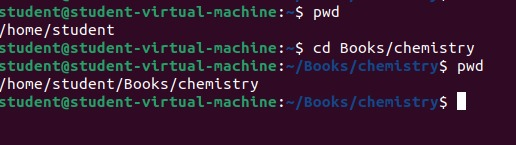 student@student-virtual-machine:~$ pwd
/home/student
student@student-virtual-machine:~$ cd Books/chemistry
student@student-virtual-machine:~/Books/chemistry$ pwd
/home/student/Books/chemistry
student@student-virtual-machine:~/Books/chemistry$